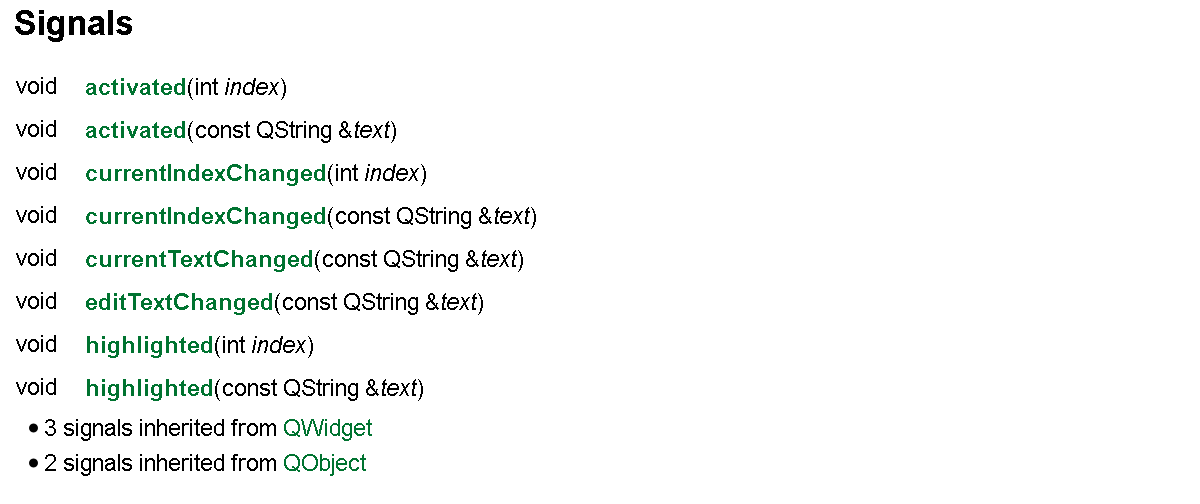 Signals
void activated(int index)
void activated(const QString &text)
void currentIndexChanged(int index)
void currentIndexChanged(const QString &text)
void currentTextChanged(const QString &text)
void editTextChanged(const QString &text)
void highlighted(int index)
void highlighted(const QString &text)
• 3 signals inherited from QWidget
• 2 signals inherited from QObject